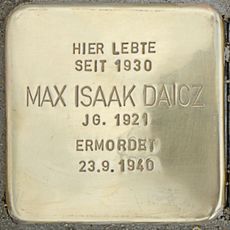 HIER LEBTE
SEIT 1930
MAX ISAAK DAICZ
JG. 1921
ERMORDET
23.9.1940